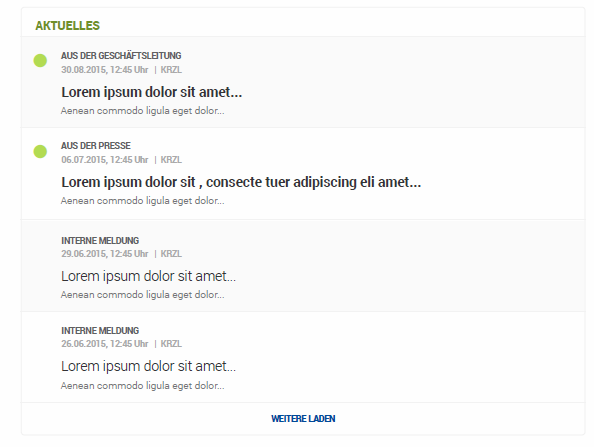 AKTUELLES
AUS DER GESCHÄFTSLEITUNG
30.08.2015, 12:45 Uhr | KRZL
Lorem ipsum dolor sit amet...
Aenean commodo ligula eget dolor...
AUS DER PRESSE
06.07.2015, 12:45 Uhr | KRZL
Lorem ipsum dolor sit , consecte tuer adipiscing eli amet...
Aenean commodo ligula eget dolor...
INTERNE MELDUNG
29.06.2015, 12:45 Uhr | KRZL
Lorem ipsum dolor sit amet...
Aenean commodo ligula eget dolor...
INTERNE MELDUNG
26.06.2015, 12:45 Uhr | KRZL
Lorem ipsum dolor sit amet...
Aenean commodo ligula eget dolor...
WEITERE LADEN